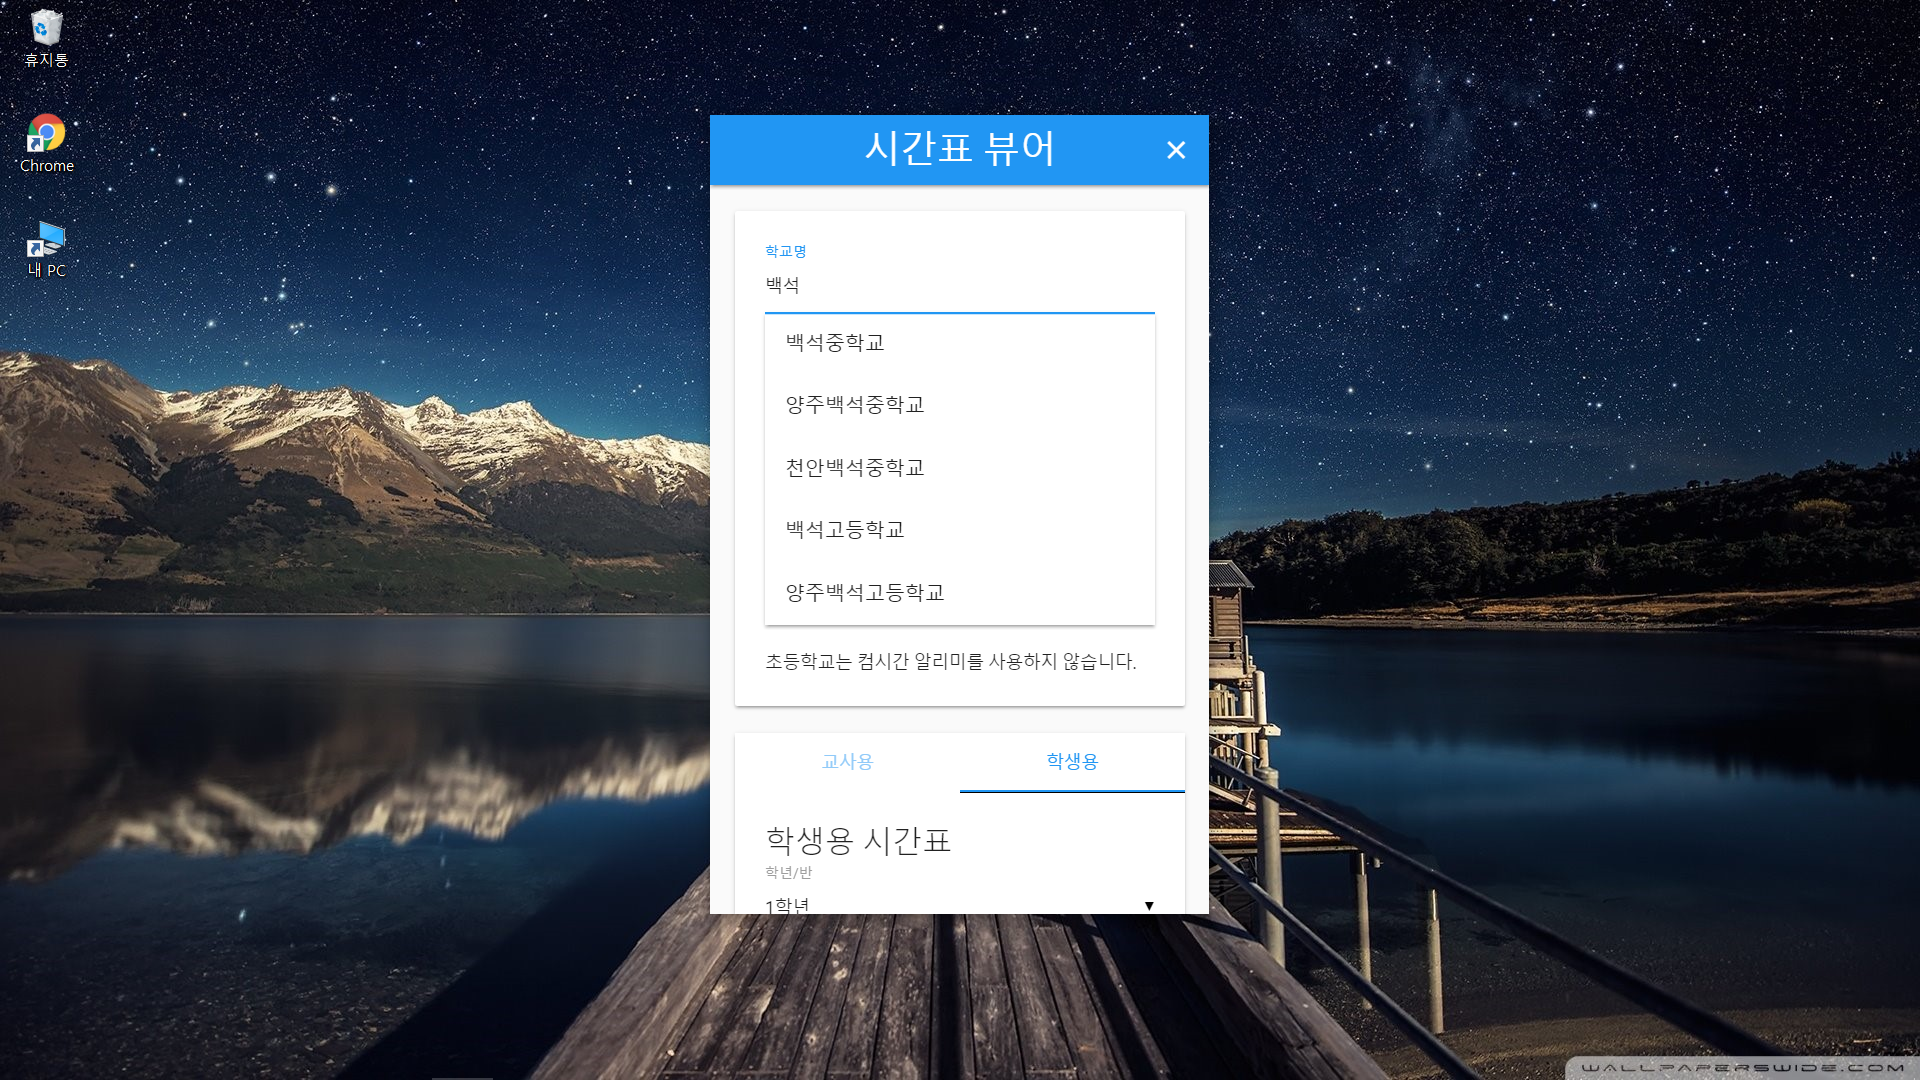 휴지통
Chrome
내 PC
시간표 뷰어
학교명
백석
백석중학교
양주백석중학교
천안백석중학교
백석고등학교
양주백석고등학교
초등학교는 컴시간 알리미를 사용하지 않습니다.
교사용 학생용
학생용 시간표
학년/반
1학년
WALLPAPERSWIDE.COM